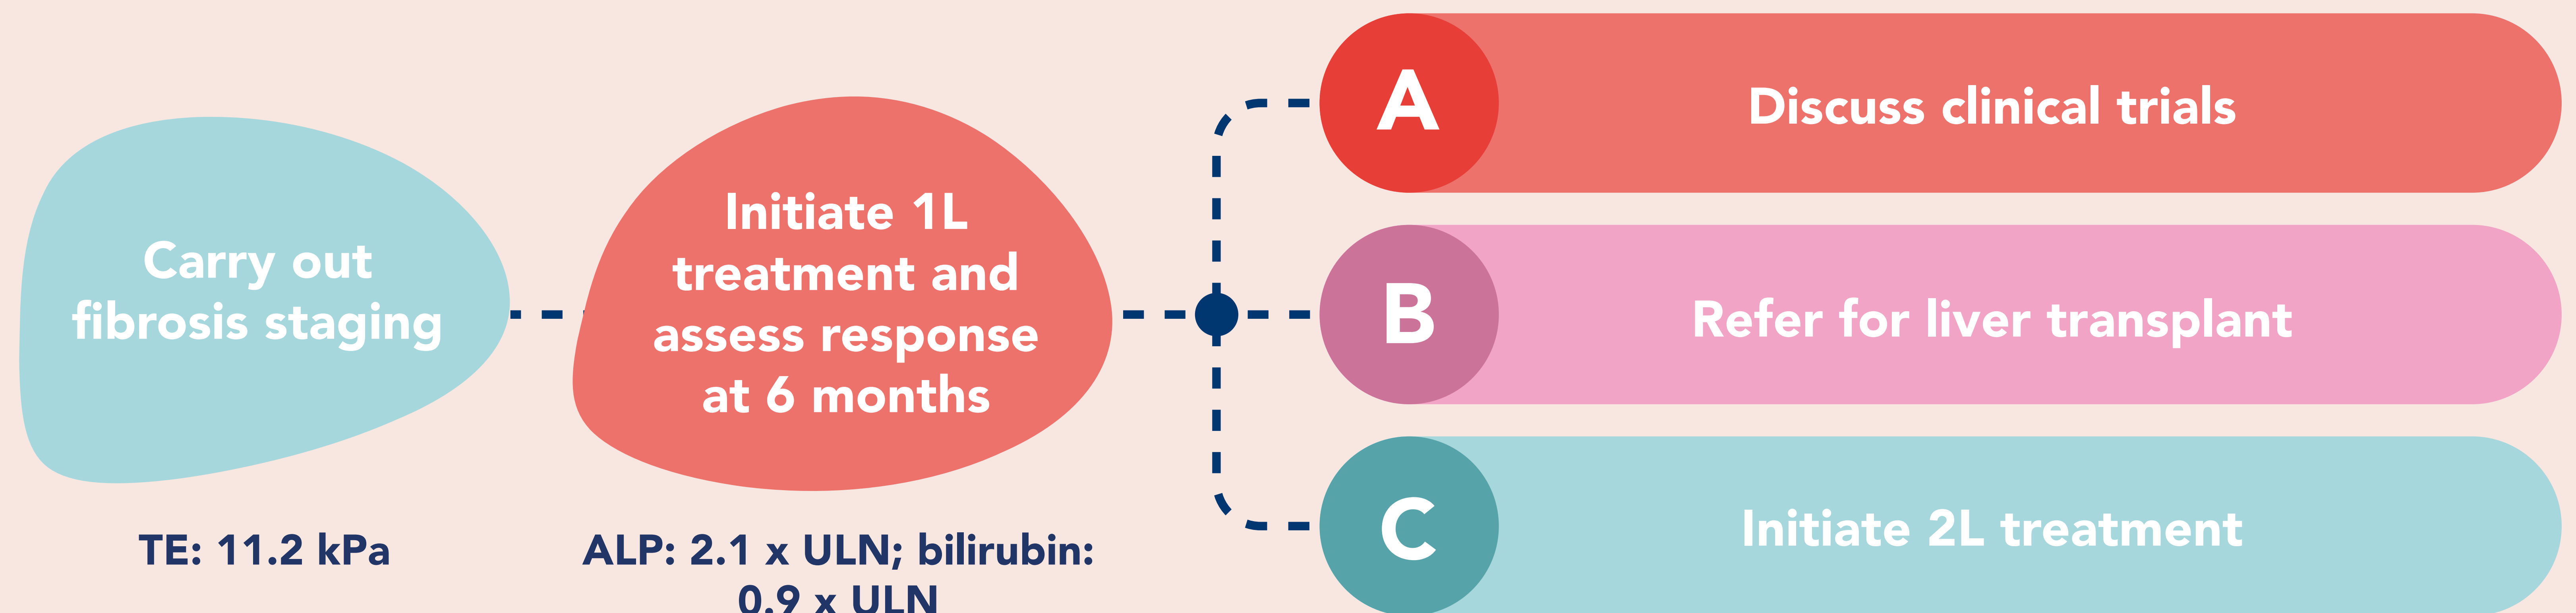 Carry out
fibrosis staging
TE: 11.2 kPa
Initiate 1L
treatment and
assess response
at 6 months
ALP: 2.1 x ULN; bilirubin:
0.9 x ULN
A
Discuss clinical trials
B
Refer for liver transplant
C
Initiate 2L treatment